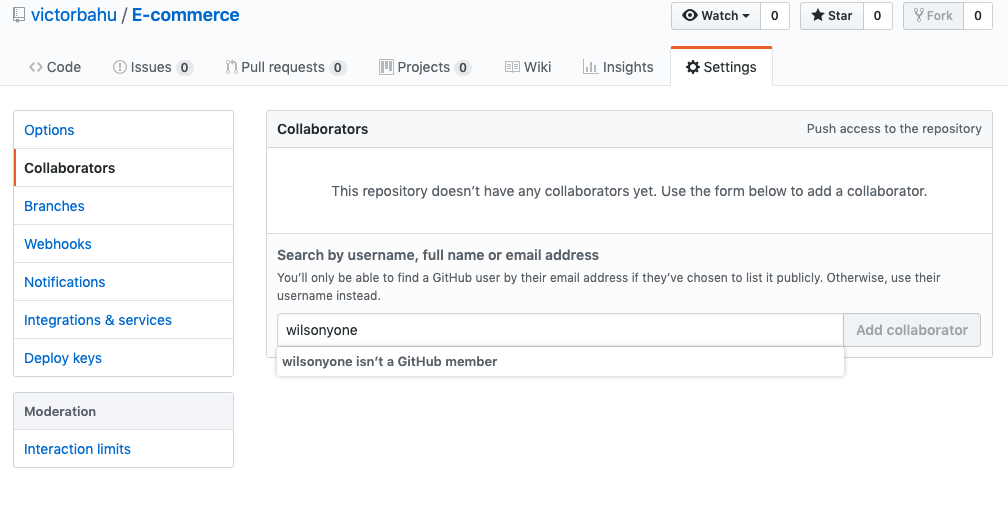 victorbahu / E-commerce
Watch 0 Star 0 Fork 0
Code Issues 0 Pull requests 0 Projects 0 Wiki Insights Settings
Options
Collaborators
Branches
Webhooks
Notifications
Integrations & services
Deploy keys
Moderation
Interaction limits
Collaborators Push access to the repository
This repository doesn't have any collaborators yet. Use the form below to add a collaborator.
Search by username, full name or email address
You'll only be able to find a GitHub user by their email address if they've chosen to list it publicly. Otherwise, use their
username instead.
wilsonyone Add collaborator
wilsonyone isn't a GitHub member